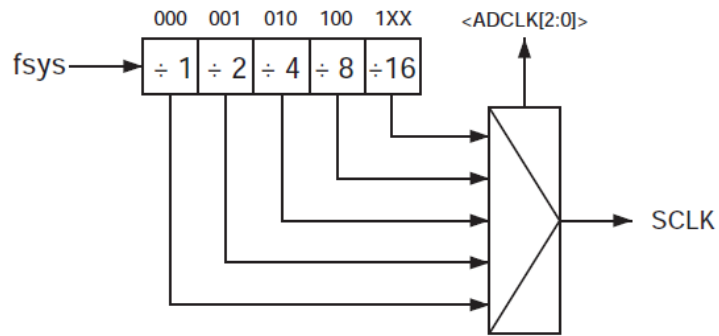 000 001 010 100 1XX <ADCLK[2:0]>
fsys ÷ 1 ÷ 2 ÷ 4 ÷ 8 ÷16
SCLK